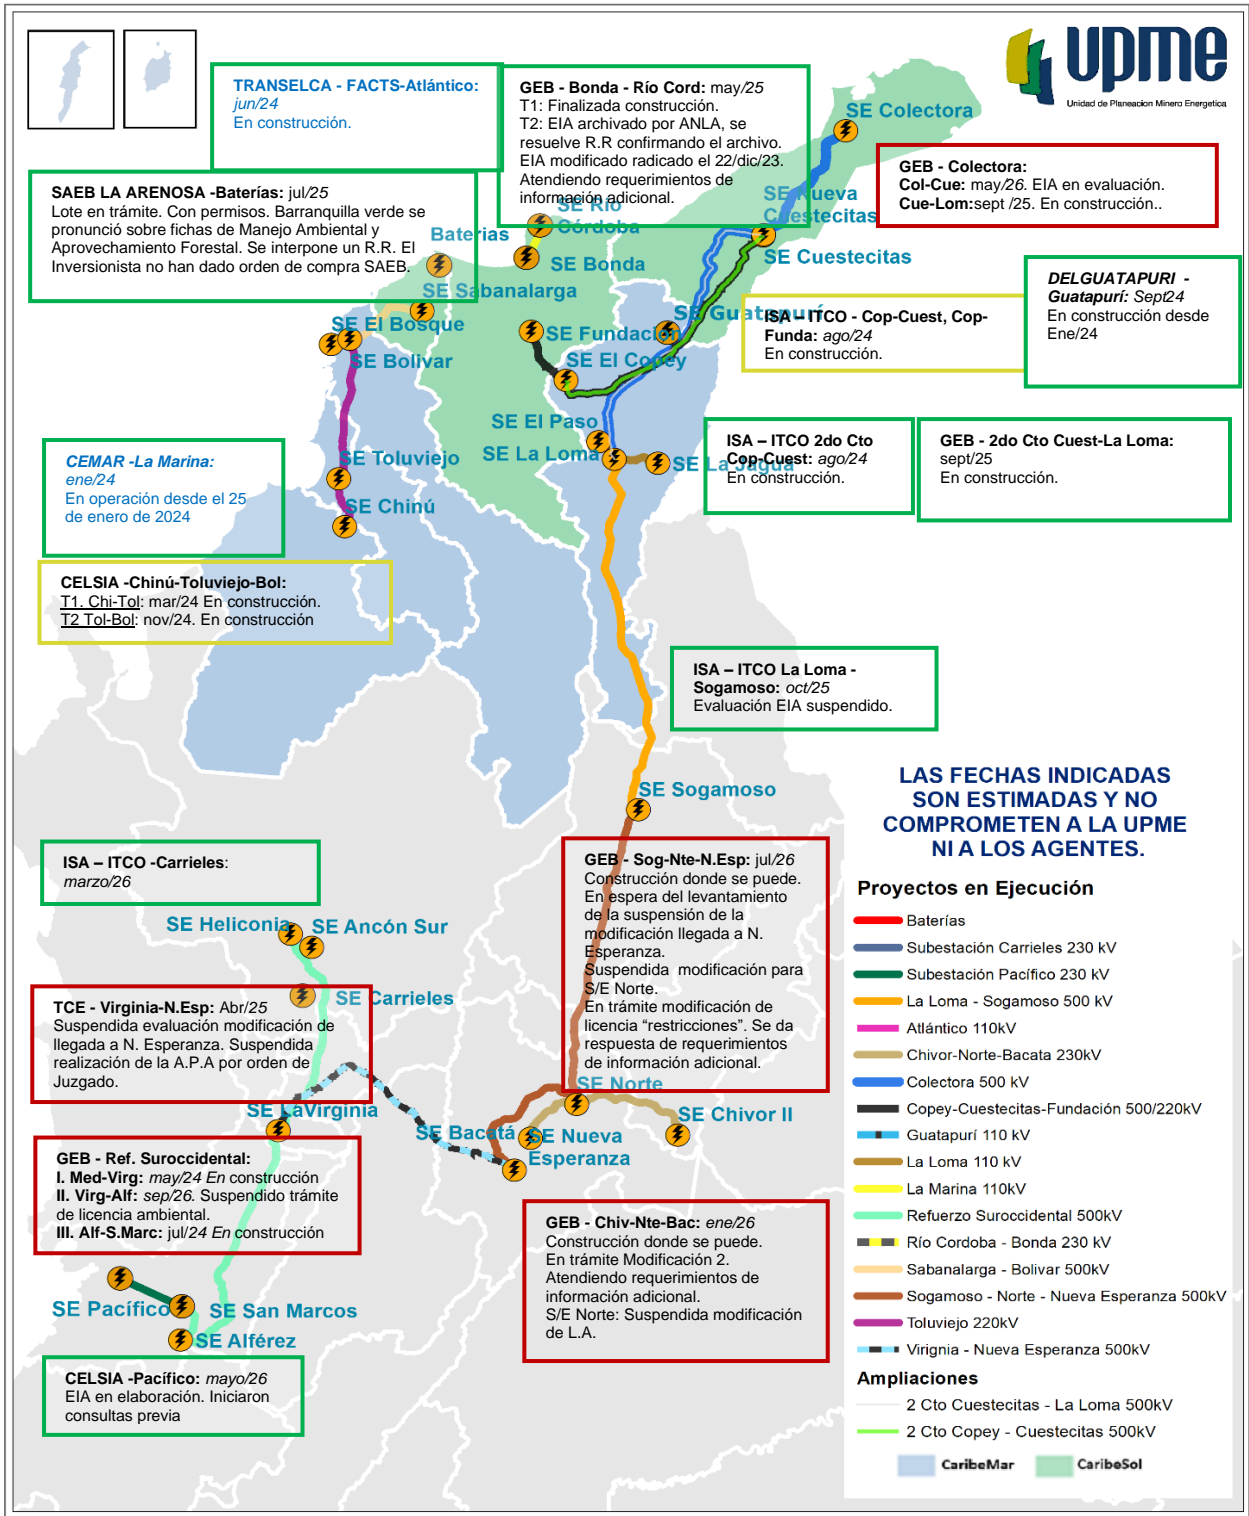 upme
Unidad de Planeacion Minero Energetica
TRANSELCA - FACTS-Atlántico:
jun/24
En construcción.
GEB - Bonda - Río Cord: may/25
T1: Finalizada construcción.
T2: EIA archivado por ANLA, se
resuelve R.R confirmando el archivo.
EIA modificado radicado el 22/dic/23.
Atendiendo requerimientos de
información adicional.
SE Colectora
GEB - Colectora:
Col-Cue: may/26. EIA en evaluación.
Cue-Lom:sept /25. En construcción..
SAEB LA ARENOSA -Baterías: jul/25
Lote en trámite. Con permisos. Barranquilla verde se
pronunció sobre fichas de Manejo Ambiental y
Aprovechamiento Forestal. Se interpone un R.R. El
Inversionista no han dado orden de compra SAEB.
SE Nueva
Cuestecitas
SE Río
Córdoba
Baterias
SE Bonda
SE Cuestecitas
SE Sabanalarga
DELGUATAPURI -
Guatapurí: Sept24
En construcción desde
Ene/24
ISA – ITCO - Cop-Cuest, Cop-
Funda: ago/24
En construcción.
SE Guatapurí
SE El Bosque
SE Bolivar
SE Fundación
SE El Copey
SE El Paso
SE La Loma
SE La Jagua
ISA – ITCO 2do Cto
Cop-Cuest: ago/24
En construcción.
GEB - 2do Cto Cuest-La Loma:
sept/25
En construcción.
CEMAR -La Marina:
ene/24
En operación desde el 25
de enero de 2024
SE Toluviejo
SE Chinú
CELSIA -Chinú-Toluviejo-Bol:
T1. Chi-Tol: mar/24 En construcción.
T2 Tol-Bol: nov/24. En construcción
ISA – ITCO La Loma -
Sogamoso: oct/25
Evaluación EIA suspendido.
SE Sogamoso
LAS FECHAS INDICADAS
SON ESTIMADAS Y NO
COMPROMETEN A LA UPME
NI A LOS AGENTES.
ISA – ITCO -Carrieles:
marzo/26
GEB - Sog-Nte-N.Esp: jul/26
Construcción donde se puede.
En espera del levantamiento
de la suspensión de la
modificación llegada a N.
Esperanza.
Suspendida modificación para
S/E Norte.
En trámite modificación de
licencia “restricciones”. Se da
respuesta de requerimientos
de información adicional.
SE Heliconia
SE Ancón Sur
SE Carrieles
TCE - Virginia-N.Esp: Abr/25
Suspendida evaluación modificación de
llegada a N. Esperanza. Suspendida
realización de la A.P.A por orden de
Juzgado.
SE LaVirginia
SE Norte
SE Chivor II
SE Bacatá
SE Nueva
Esperanza
GEB - Ref. Suroccidental:
I. Med-Virg: may/24 En construcción
II. Virg-Alf: sep/26. Suspendido trámite
de licencia ambiental.
III. Alf-S.Marc: jul/24 En construcción
GEB - Chiv-Nte-Bac: ene/26
Construcción donde se puede.
En trámite Modificación 2.
Atendiendo requerimientos de
información adicional.
S/E Norte: Suspendida modificación
de L.A.
SE Pacífico
SE San Marcos
SE Alférez
CELSIA -Pacífico: mayo/26
EIA en elaboración. Iniciaron
consultas previa
Proyectos en Ejecución
Baterías
Subestación Carrieles 230 kV
Subestación Pacífico 230 kV
La Loma - Sogamoso 500 kV
Atlántico 110kV
Chivor-Norte-Bacata 230kV
Colectora 500 kV
Copey-Cuestecitas-Fundación 500/220kV
Guatapurí 110 kV
La Loma 110 kV
La Marina 110kV
Refuerzo Suroccidental 500kV
Río Cordoba - Bonda 230 kV
Sabanalarga - Bolivar 500kV
Sogamoso - Norte - Nueva Esperanza 500kV
Toluviejo 220kV
Virignia - Nueva Esperanza 500kV
Ampliaciones
2 Cto Cuestecitas - La Loma 500kV
2 Cto Copey - Cuestecitas 500kV
CaribeMar
CaribeSol